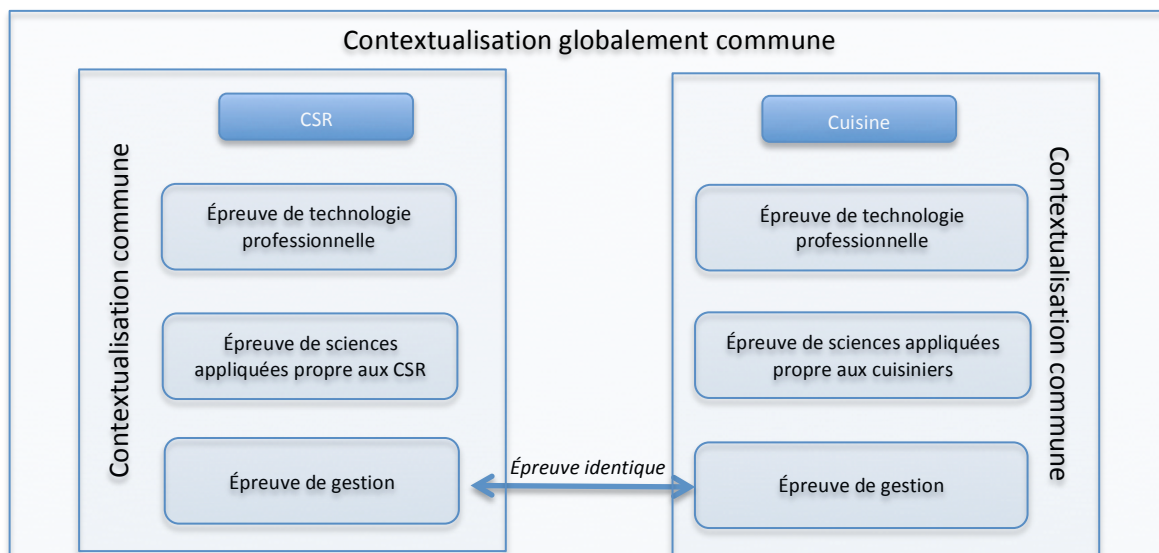 Contextualisation globalement commune
Contextualisation commune
CSR
Épreuve de technologie
professionnelle
Épreuve de sciences
appliquées propre aux CSR
Épreuve de gestion
Épreuve identique
Cuisine
Épreuve de technologie
professionnelle
Épreuve de sciences appliquées
propre aux cuisiniers
Épreuve de gestion
Contextualisation commune